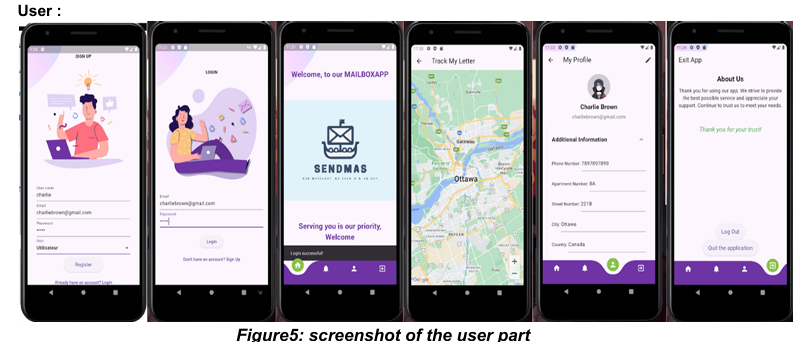 User :
SIGN UP
User name
charlie
Email
charliebrown@gmail.com
Password
•••••
Utilisateur
Register
Already have an account? Login
LOGIN
Email
charliebrown@gmail.com
Password
•••••
Login
Don't have an account? Sign Up
Welcome, to our MAILBOXAPP
SENDMAS
Serving you is our priority,
Welcome
Login successful!
Track My Letter
Gatineau
Ottawa
My Profile
Charlie Brown
charliebrown@gmail.com
Additional Information
Phone Number: 7897897890
Apartment Number: 8A
Street Number: 221B
City: Ottawa
Country: Canada
Exit App
About Us
Thank you for using our app. We strive to provide
the best possible service and appreciate your
support. Continue to trust us to meet your needs.
Thank you for your trust!
Log Out
Quit the application
Figure5: screenshot of the user part